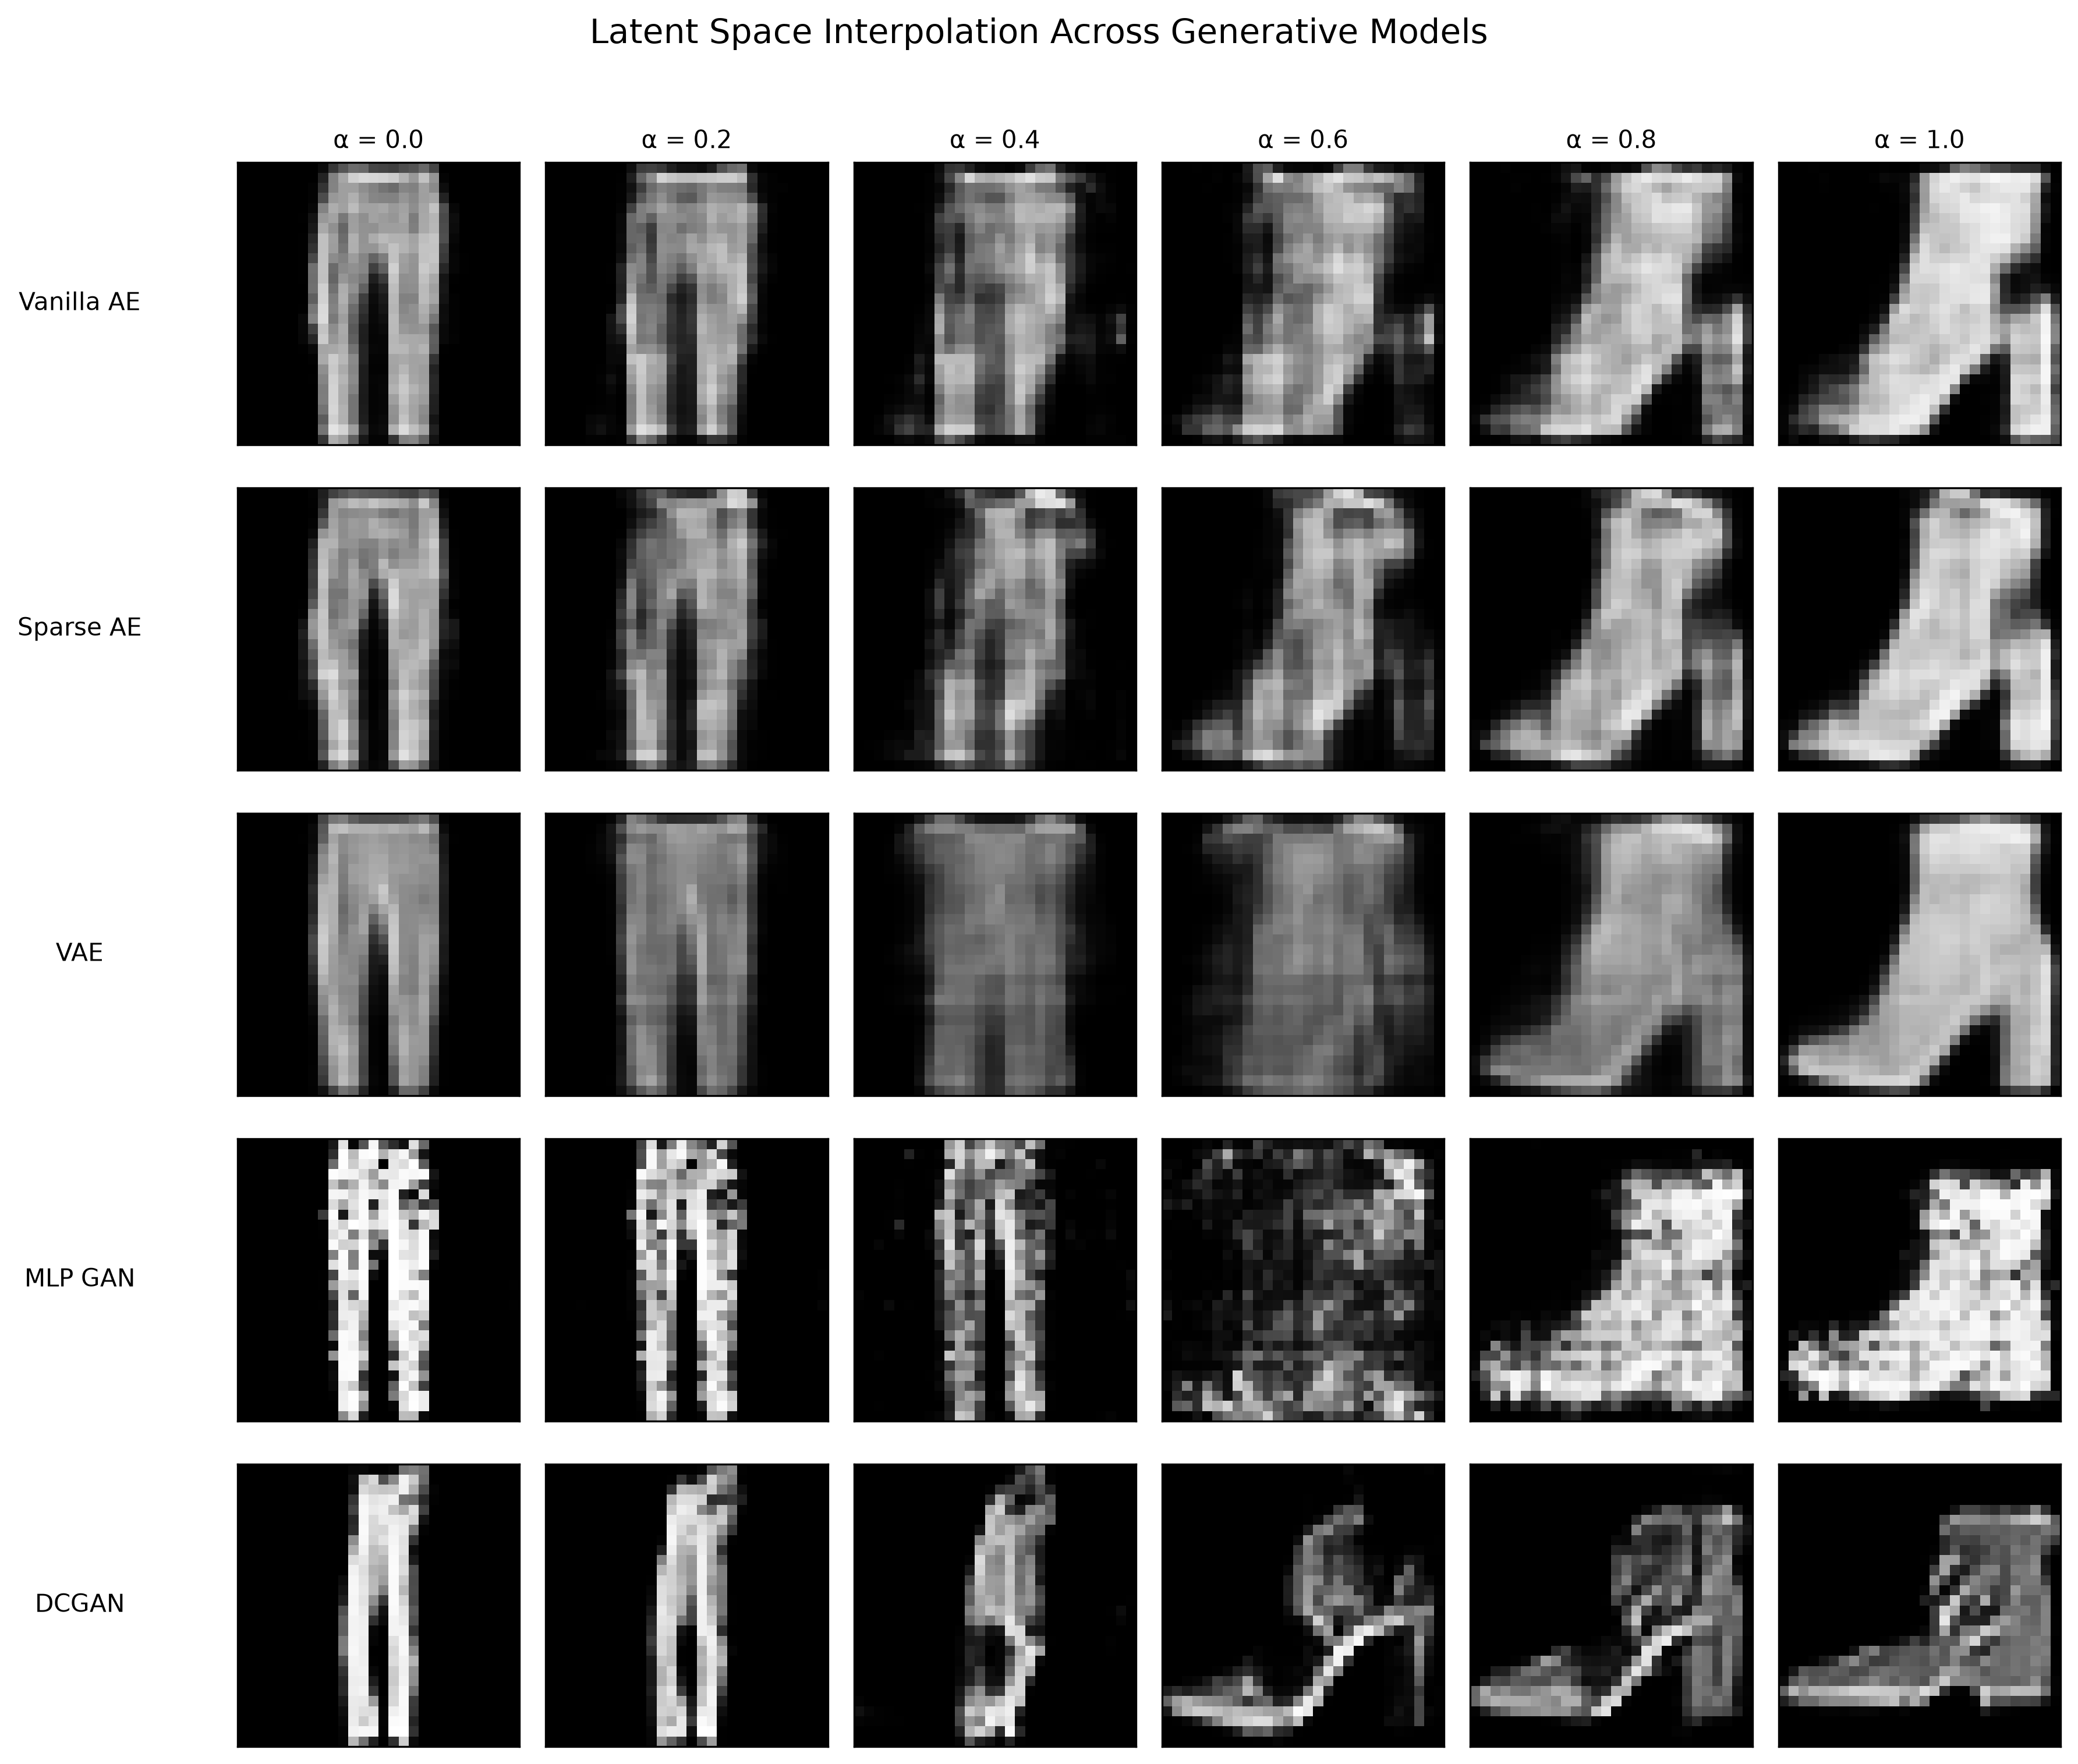 Latent Space Interpolation Across Generative Models
α = 0.0 α = 0.2 α = 0.4 α = 0.6 α = 0.8 α = 1.0
Vanilla AE
Sparse AE
VAE
MLP GAN
DCGAN